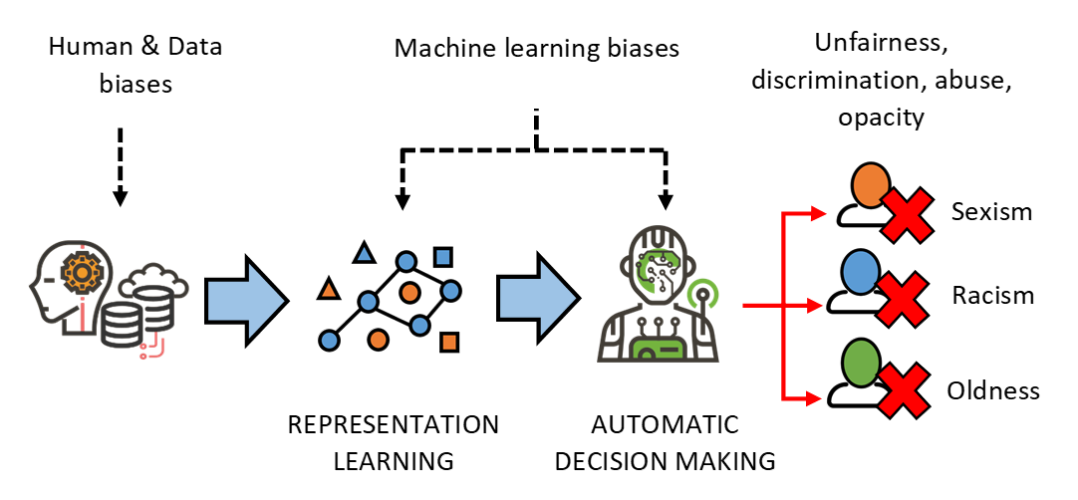 Human & Data
biases
Machine learning biases
Unfairness,
discrimination, abuse,
opacity
Sexism
Racism
Oldness
REPRESENTATION
LEARNING
AUTOMATIC
DECISION MAKING